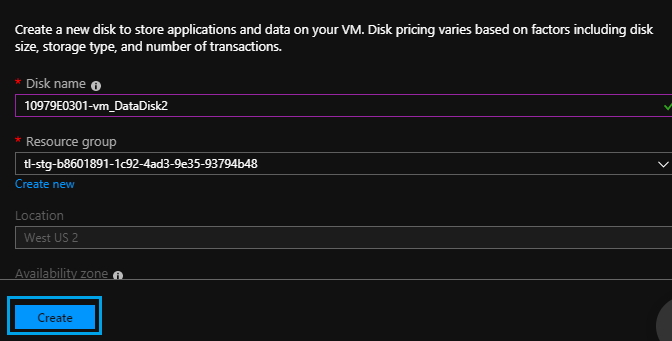 Create a new disk to store applications and data on your VM. Disk pricing varies based on factors including disk
size, storage type, and number of transactions.
* Disk name
10979E0301-vm_DataDisk2
* Resource group
tl-stg-b8601891-1c92-4ad3-9e35-93794b48
Create new
Location
West US 2
Availability zone
Create